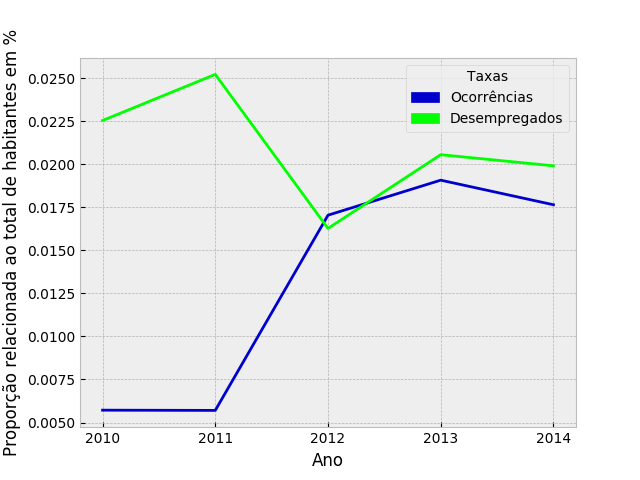 Proporção relacionada ao total de habitantes em %
0.0250
0.0225
0.0200
0.0175
0.0150
0.0125
0.0100
0.0075
0.0050
Taxas
Ocorrências
Desempregados
2010 2011 2012 2013 2014
Ano